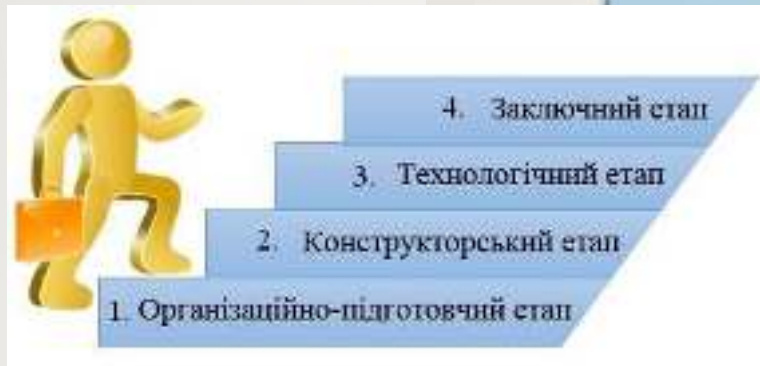 4. Заключний етап
3. Технологічний етап
2. Конструкторський етап
1. Організаційно-підготовчий етап